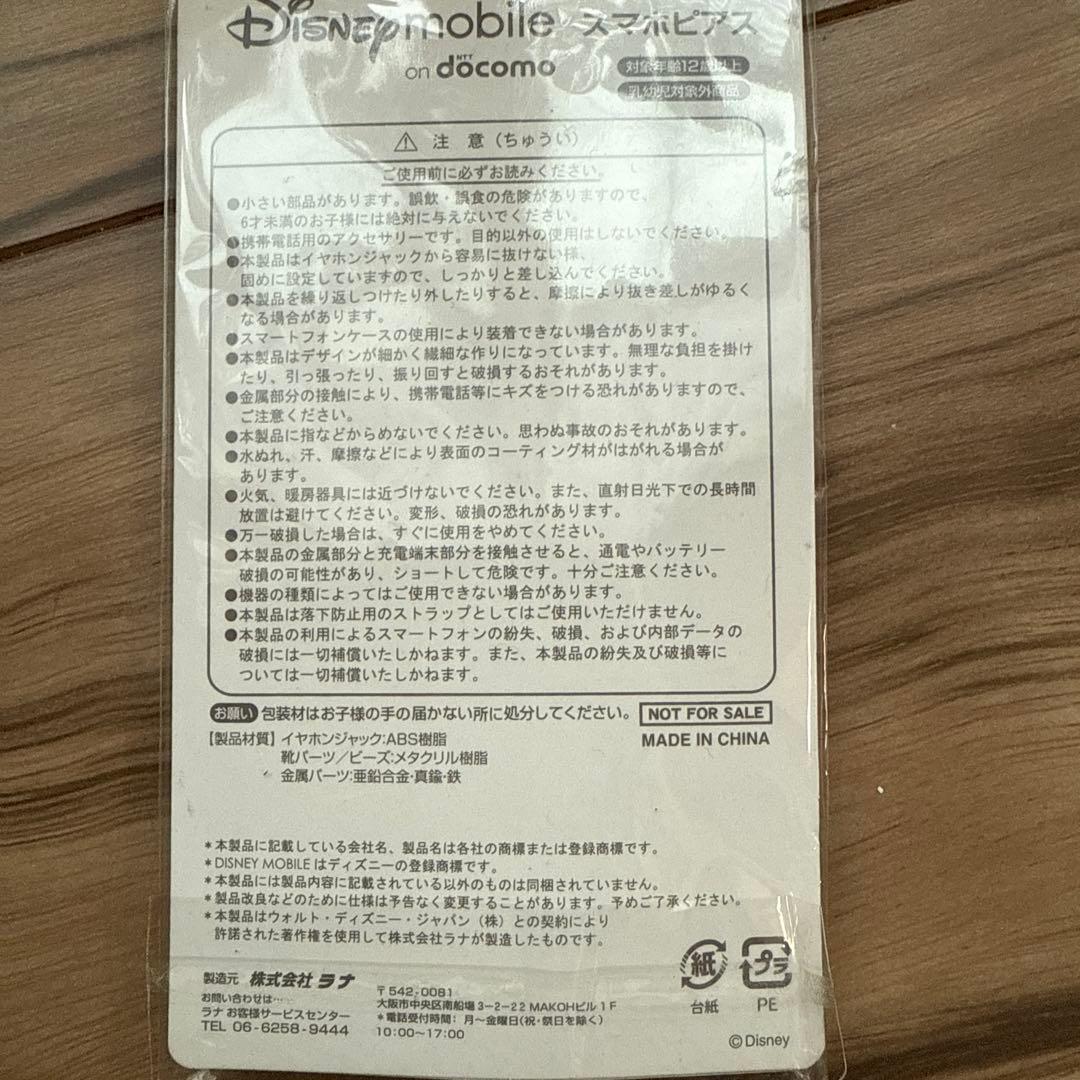 Disney mobile スマホピアス
on NTT docomo
対象年齢12歳以上
乳幼児対象外商品
注 意 (ちゅうい)
ご使用前に必ずお読みください。
●小さい部品があります。誤飲・誤食の危険がありますので、
6才未満のお子様には絶対に与えないでください。
●携帯電話用のアクセサリーです。目的以外の使用はしないでください。
●本製品はイヤホンジャックから容易に抜けない様、
固めに設定していますので、しっかりと差し込んでください。
●本製品を繰り返しつけたり外したりすると、摩擦により抜き差しがゆるく
なる場合があります。
●スマートフォンケースの使用により装着できない場合があります。
●本製品はデザインが細かく繊細な作りになっています。無理な負担を掛け
たり、引っ張ったり、振り回すと破損するおそれがあります。
●金属部分の接触により、携帯電話等にキズをつける恐れがありますので、
ご注意ください。
●本製品に指などからめないでください。思わぬ事故のおそれがあります。
●水ぬれ、汗、摩擦などにより表面のコーティング材がはがれる場合が
あります。
●火気、暖房器具には近づけないでください。また、直射日光下での長時間
放置は避けてください。変形、破損の恐れがあります。
●万一破損した場合は、すぐに使用をやめてください。
●本製品の金属部分と充電端末部分を接触させると、通電やバッテリー
破損の可能性があり、ショートして危険です。十分ご注意ください。
●機器の種類によってはご使用できない場合があります。
●本製品は落下防止用のストラップとしてはご使用いただけません。
●本製品の利用によるスマートフォンの紛失、破損、および内部データの
破損には一切補償いたしかねます。また、本製品の紛失及び破損等に
ついては一切補償いたしかねます。
お願い 包装材はお子様の手の届かない所に処分してください。 NOT FOR SALE
【製品材質】イヤホンジャック:ABS樹脂 MADE IN CHINA
靴パーツ/ビーズ:メタクリル樹脂
金属パーツ:亜鉛合金・真鍮・鉄
*本製品に記載している会社名、製品名は各社の商標または登録商標です。
*DISNEY MOBILE はディズニーの登録商標です。
*本製品には製品内容に記載されている以外のものは同梱されていません。
*製品改良などのために仕様は予告なく変更することがあります。予めご了承ください。
*本製品はウォルト・ディズニー・ジャパン(株)との契約により
許諾された著作権を使用して株式会社ラナが製造したものです。
紙 プラ
台紙 PE
製造元 株式会社 ラナ
お問い合わせは…
ラナ お客様サービスセンター
TEL 06-6258-9444
〒542-0081
大阪市中央区南船場3-2-22 MAKOHビル1F
*電話受付時間: 月〜金曜日(祝・祭日を除く)
10:00〜17:00
©Disney